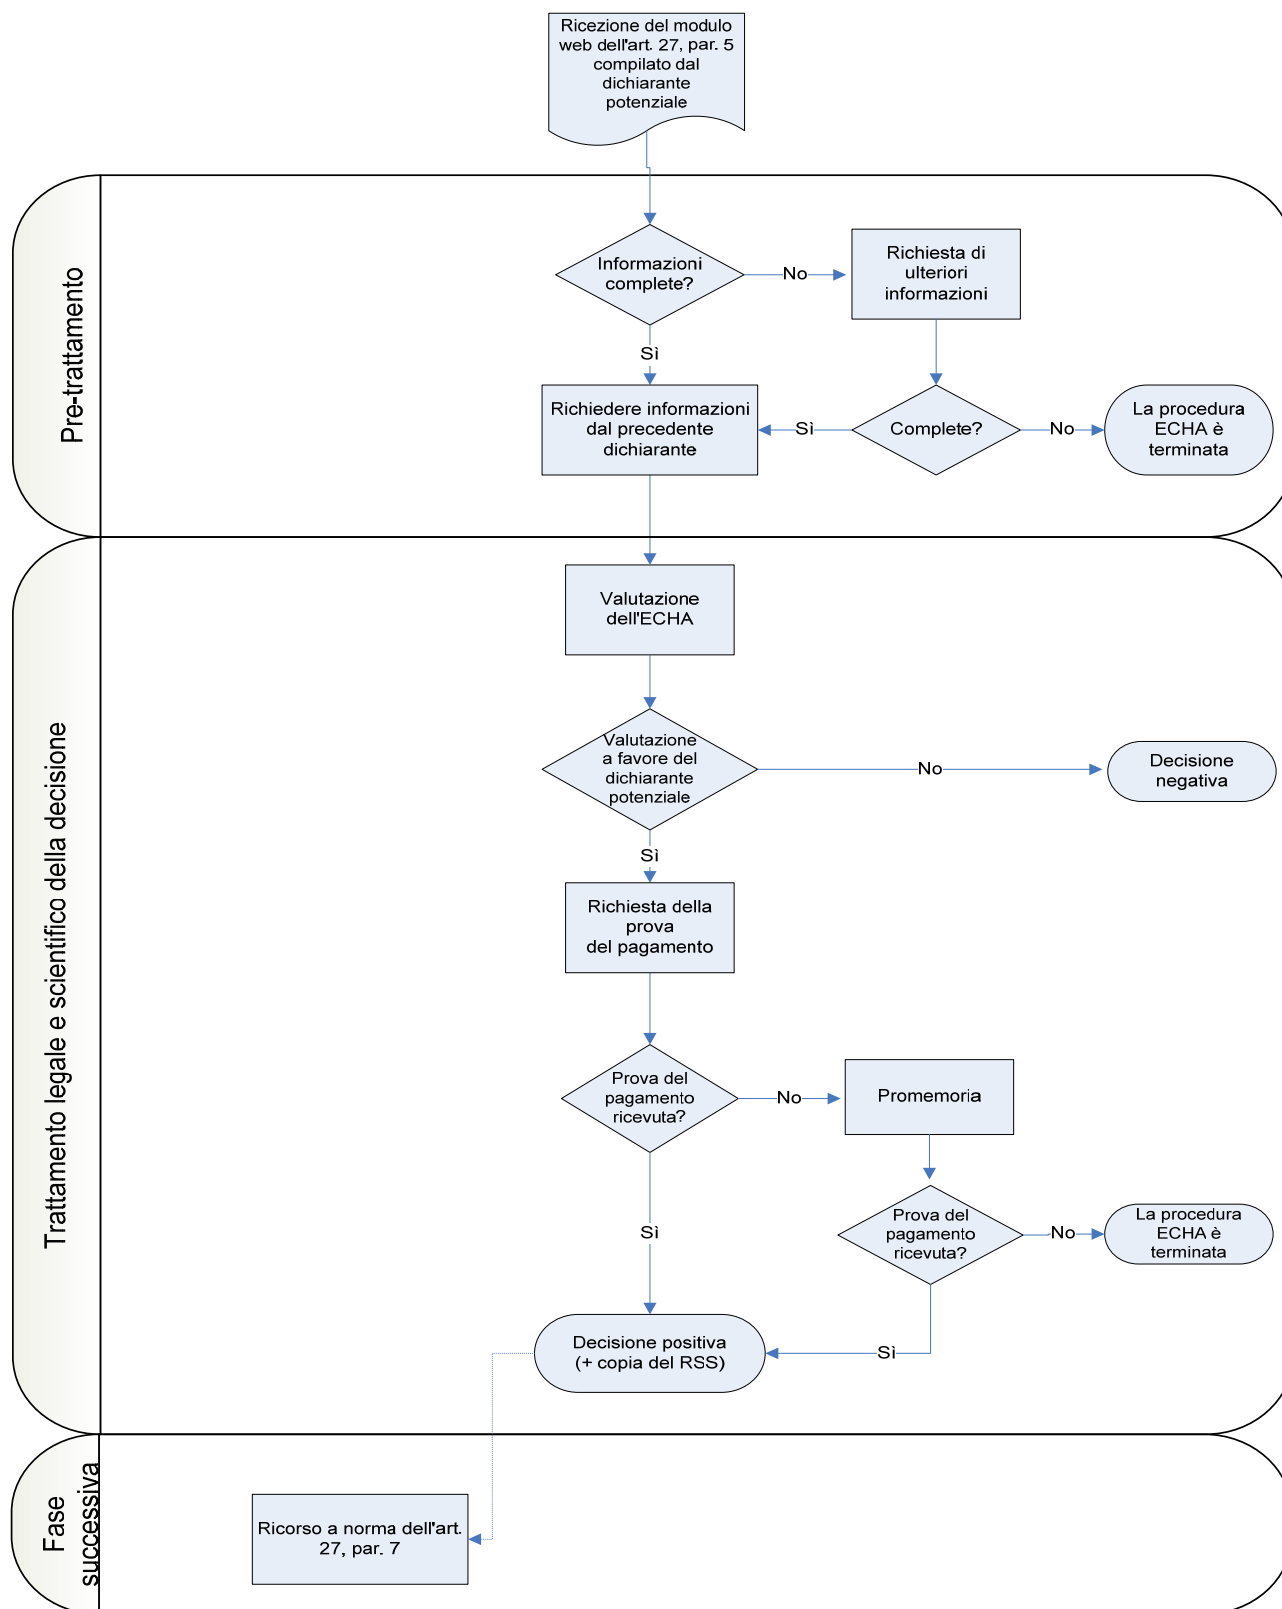 Ricezione del modulo
web dell'art. 27, par. 5
compilato dal
dichiarante
potenziale
Pre-trattamento
Informazioni
complete?
No
Richiesta di
ulteriori
informazioni
Sì
Richiedere informazioni
dal precedente
dichiarante
Sì
Complete?
No
La procedura
ECHA è
terminata
Trattamento legale e scientifico della decisione
Valutazione
dell'ECHA
Valutazione
a favore del
dichiarante
potenziale
No
Decisione
negativa
Sì
Richiesta della
prova
del pagamento
Prova del
pagamento
ricevuta?
No
Promemoria
Sì
Prova del
pagamento
ricevuta?
No
La procedura
ECHA è
terminata
Decisione positiva
(+ copia del RSS)
Sì
Fase
successiva
Ricorso a norma dell'art.
27, par. 7